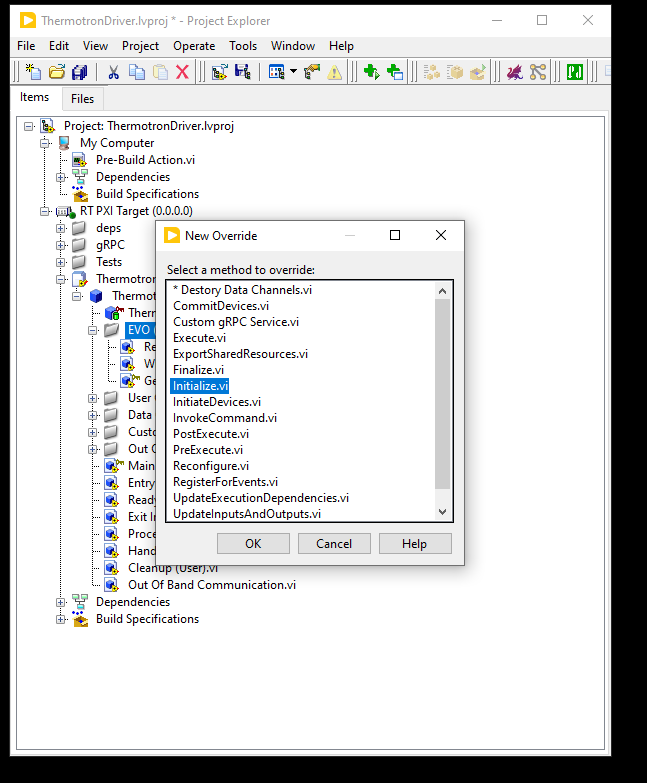 ThermotronDriver.lvproj * - Project Explorer
File Edit View Project Operate Tools Window Help
Items Files
Project: ThermotronDriver.lvproj
My Computer
Pre-Build Action.vi
Dependencies
Build Specifications
RT PXI Target (0.0.0.0)
deps
gRPC
Tests
Thermotron
Thermot
Ther
EVO (
Re
W
Ge
User
Data
Custo
Out O
Main
Entry
Ready
Exit In
Proce
Hand
Cleanup (User).vi
Out Of Band Communication.vi
Dependencies
Build Specifications
New Override
Select a method to override:
* Destory Data Channels.vi
CommitDevices.vi
Custom gRPC Service.vi
Execute.vi
ExportSharedResources.vi
Finalize.vi
Initialize.vi
InitiateDevices.vi
InvokeCommand.vi
PostExecute.vi
PreExecute.vi
Reconfigure.vi
RegisterForEvents.vi
UpdateExecutionDependencies.vi
UpdateInputsAndOutputs.vi
OK Cancel Help